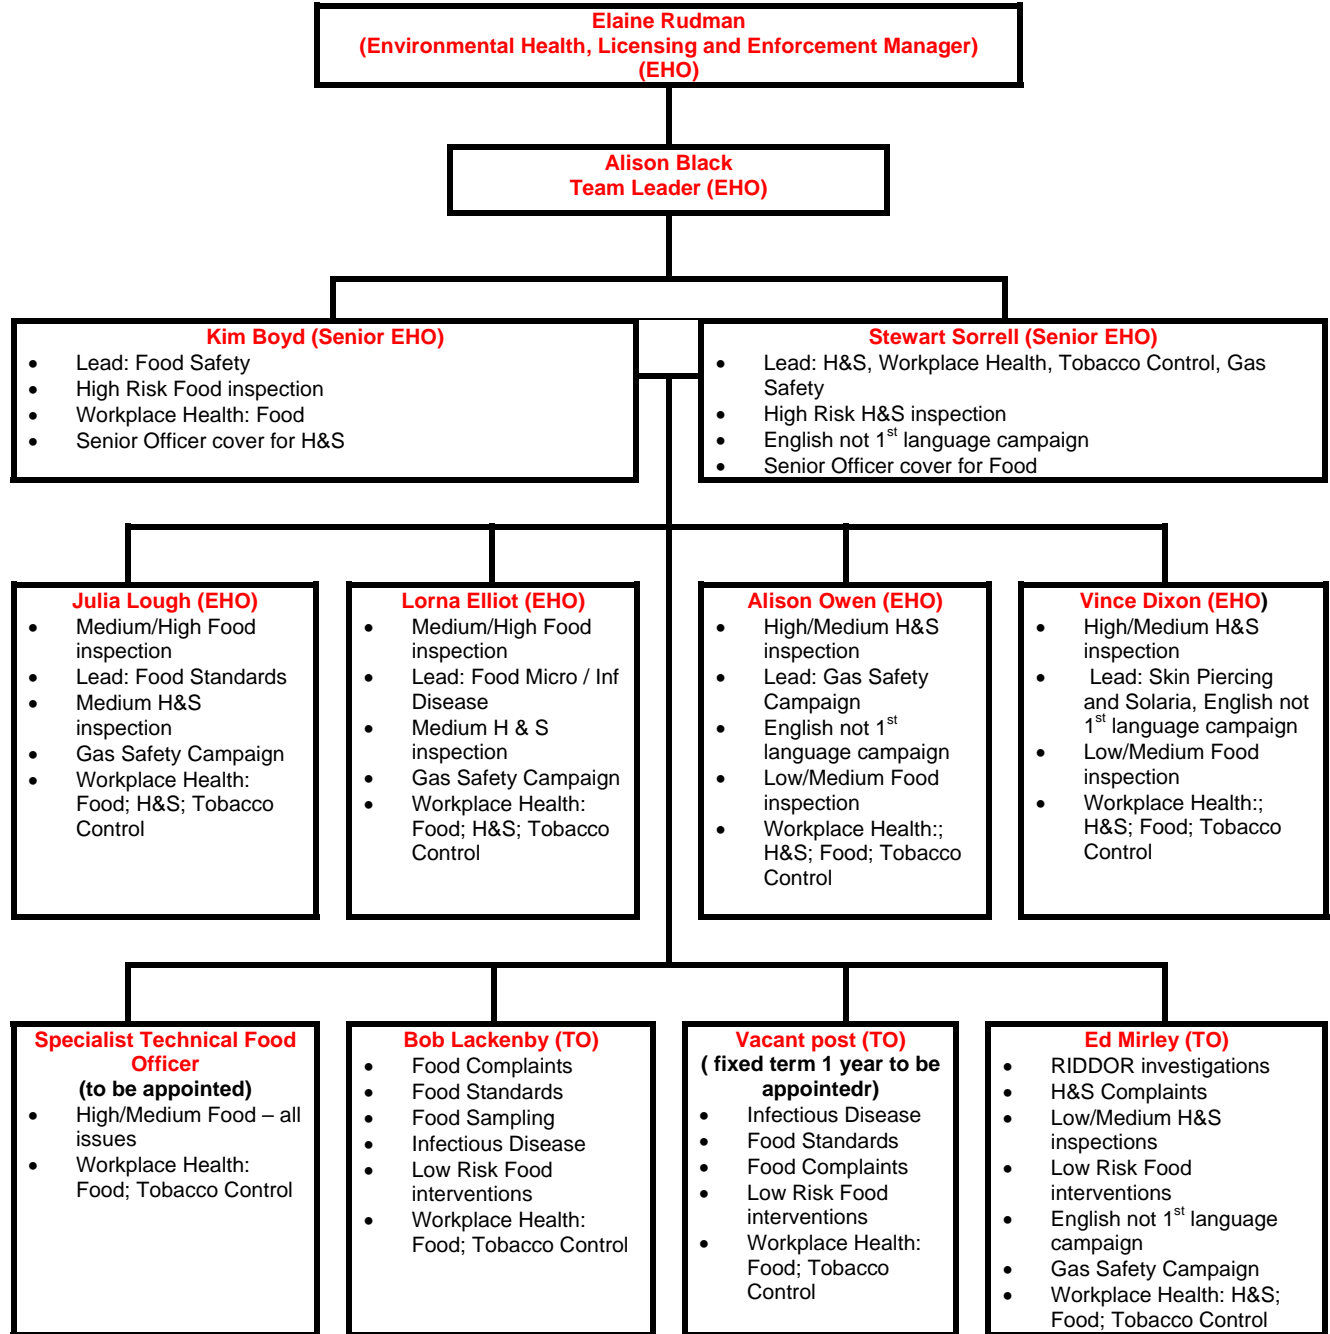 Elaine Rudman
(Environmental Health, Licensing and Enforcement Manager)
(EHO)
Alison Black
Team Leader (EHO)
Kim Boyd (Senior EHO)
• Lead: Food Safety
• High Risk Food inspection
• Workplace Health: Food
• Senior Officer cover for H&S
Stewart Sorrell (Senior EHO)
• Lead: H&S, Workplace Health, Tobacco Control, Gas
Safety
• High Risk H&S inspection
• English not 1st language campaign
• Senior Officer cover for Food
Julia Lough (EHO)
• Medium/High Food
inspection
• Lead: Food Standards
• Medium H&S
inspection
• Gas Safety Campaign
• Workplace Health:
Food; H&S; Tobacco
Control
Lorna Elliot (EHO)
• Medium/High Food
inspection
• Lead: Food Micro / Inf
Disease
• Medium H & S
inspection
• Gas Safety Campaign
• Workplace Health:
Food; H&S; Tobacco
Control
Alison Owen (EHO)
• High/Medium H&S
inspection
• Lead: Gas Safety
Campaign
• English not 1st
language campaign
• Low/Medium Food
inspection
• Workplace Health:;
H&S; Food; Tobacco
Control
Vince Dixon (EHO)
• High/Medium H&S
inspection
• Lead: Skin Piercing
and Solaria, English not
1st language campaign
• Low/Medium Food
inspection
• Workplace Health:;
H&S; Food; Tobacco
Control
Specialist Technical Food
Officer
(to be appointed)
• High/Medium Food – all
issues
• Workplace Health:
Food; Tobacco Control
Bob Lackenby (TO)
• Food Complaints
• Food Standards
• Food Sampling
• Infectious Disease
• Low Risk Food
interventions
• Workplace Health:
Food; Tobacco Control
Vacant post (TO)
( fixed term 1 year to be
appointedr)
• Infectious Disease
• Food Standards
• Food Complaints
• Low Risk Food
interventions
• Workplace Health:
Food; Tobacco
Control
Ed Mirley (TO)
• RIDDOR investigations
• H&S Complaints
• Low/Medium H&S
inspections
• Low Risk Food
interventions
• English not 1st language
campaign
• Gas Safety Campaign
• Workplace Health: H&S;
Food; Tobacco Control